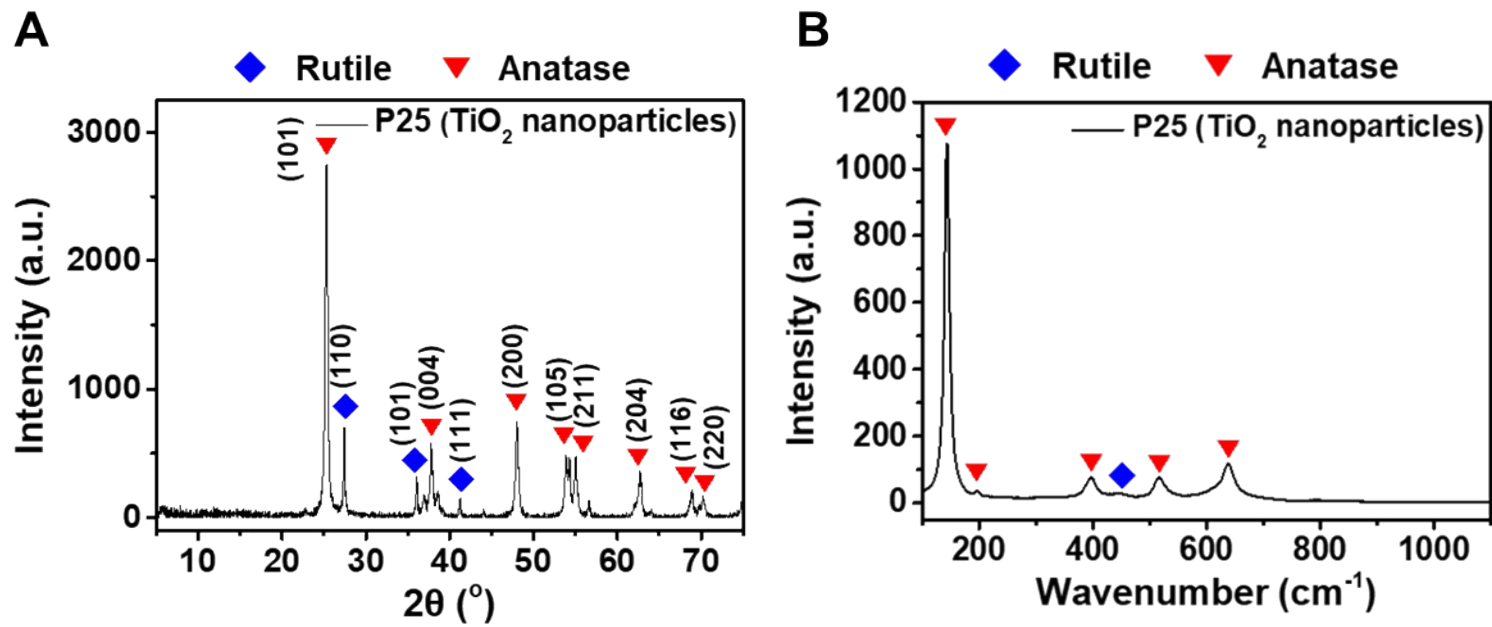 A
Rutile Anatase
P25 (TiO2 nanoparticles)
Intensity (a.u.)
3000
2000
1000
0
(101)
(110)
(101)
(004)
(111)
(200)
(105)
(211)
(204)
(116)
(220)
10 20 30 40 50 60 70
2θ (o)
B
Rutile Anatase
P25 (TiO2 nanoparticles)
Intensity (a.u.)
1200
1000
800
600
400
200
0
200 400 600 800 1000
Wavenumber (cm-1)